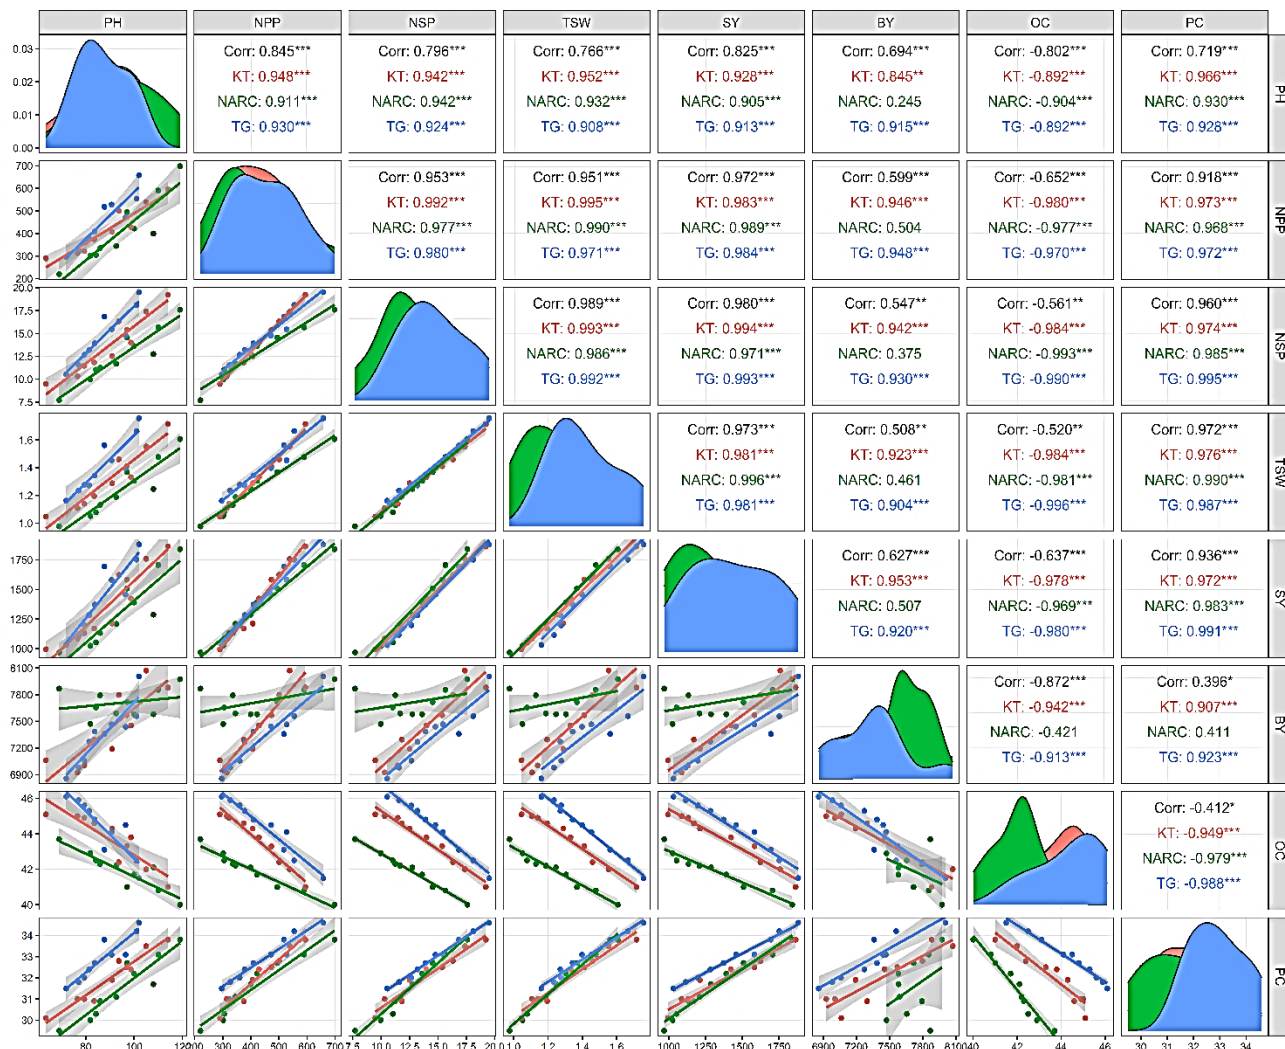 PH NPP NSP TSW SY BY OC PC
0.03 Corr: 0.845*** Corr: 0.796*** Corr: 0.766*** Corr: 0.825*** Corr: 0.694*** Corr: -0.802*** Corr: 0.719***
0.02 KT: 0.948*** KT: 0.942*** KT: 0.952*** KT: 0.928*** KT: 0.845** KT: -0.892*** KT: 0.966*** PH
0.01 NARC: 0.911*** NARC: 0.942*** NARC: 0.932*** NARC: 0.905*** NARC: 0.245 NARC: -0.904*** NARC: 0.930***
0.00 TG: 0.930*** TG: 0.924*** TG: 0.908*** TG: 0.913*** TG: 0.915*** TG: -0.892*** TG: 0.928***
700 Corr: 0.953*** Corr: 0.951*** Corr: 0.972*** Corr: 0.599*** Corr: -0.652*** Corr: 0.918***
600 KT: 0.992*** KT: 0.995*** KT: 0.983*** KT: 0.946*** KT: -0.980*** KT: 0.973***
500 NPP
400 NARC: 0.977*** NARC: 0.990*** NARC: 0.989*** NARC: 0.504 NARC: -0.977*** NARC: 0.968***
300 TG: 0.980*** TG: 0.971*** TG: 0.984*** TG: 0.948*** TG: -0.970*** TG: 0.972***
200
20.0 Corr: 0.989*** Corr: 0.980*** Corr: 0.547** Corr: -0.561** Corr: 0.960***
17.5 KT: 0.993*** KT: 0.994*** KT: 0.942*** KT: -0.984*** KT: 0.974***
15.0 NSP
12.5 NARC: 0.986*** NARC: 0.971*** NARC: 0.375 NARC: -0.993*** NARC: 0.985***
10.0 TG: 0.992*** TG: 0.993*** TG: 0.930*** TG: -0.990*** TG: 0.995***
7.5
Corr: 0.973*** Corr: 0.508** Corr: -0.520** Corr: 0.972***
1.6 KT: 0.981*** KT: 0.923*** KT: -0.984*** KT: 0.976***
1.4 TSW
1.2 NARC: 0.996*** NARC: 0.461 NARC: -0.981*** NARC: 0.990***
1.0 TG: 0.981*** TG: 0.904*** TG: -0.996*** TG: 0.987***
1750 Corr: 0.627*** Corr: -0.637*** Corr: 0.936***
1500 KT: 0.953*** KT: -0.978*** KT: 0.972*** SY
1250 NARC: 0.507 NARC: -0.969*** NARC: 0.983***
1000 TG: 0.920*** TG: -0.980*** TG: 0.991***
8100 Corr: -0.872*** Corr: 0.396*
7800 KT: -0.942*** KT: 0.907***
7500 BY
7200 NARC: -0.421 NARC: 0.411
6900 TG: -0.913*** TG: 0.923***
46 Corr: -0.412*
44 KT: -0.949*** OC
42 NARC: -0.979***
40 TG: -0.988***
34
33
32 PC
31
30
80 100 120 200 300 400 500 600 700 7.5 10.0 12.5 15.0 17.5 20.0 1.0 1.2 1.4 1.6 1000 1250 1500 1750 6900 7200 7500 7800 8100 40 42 44 46 30 31 32 33 34